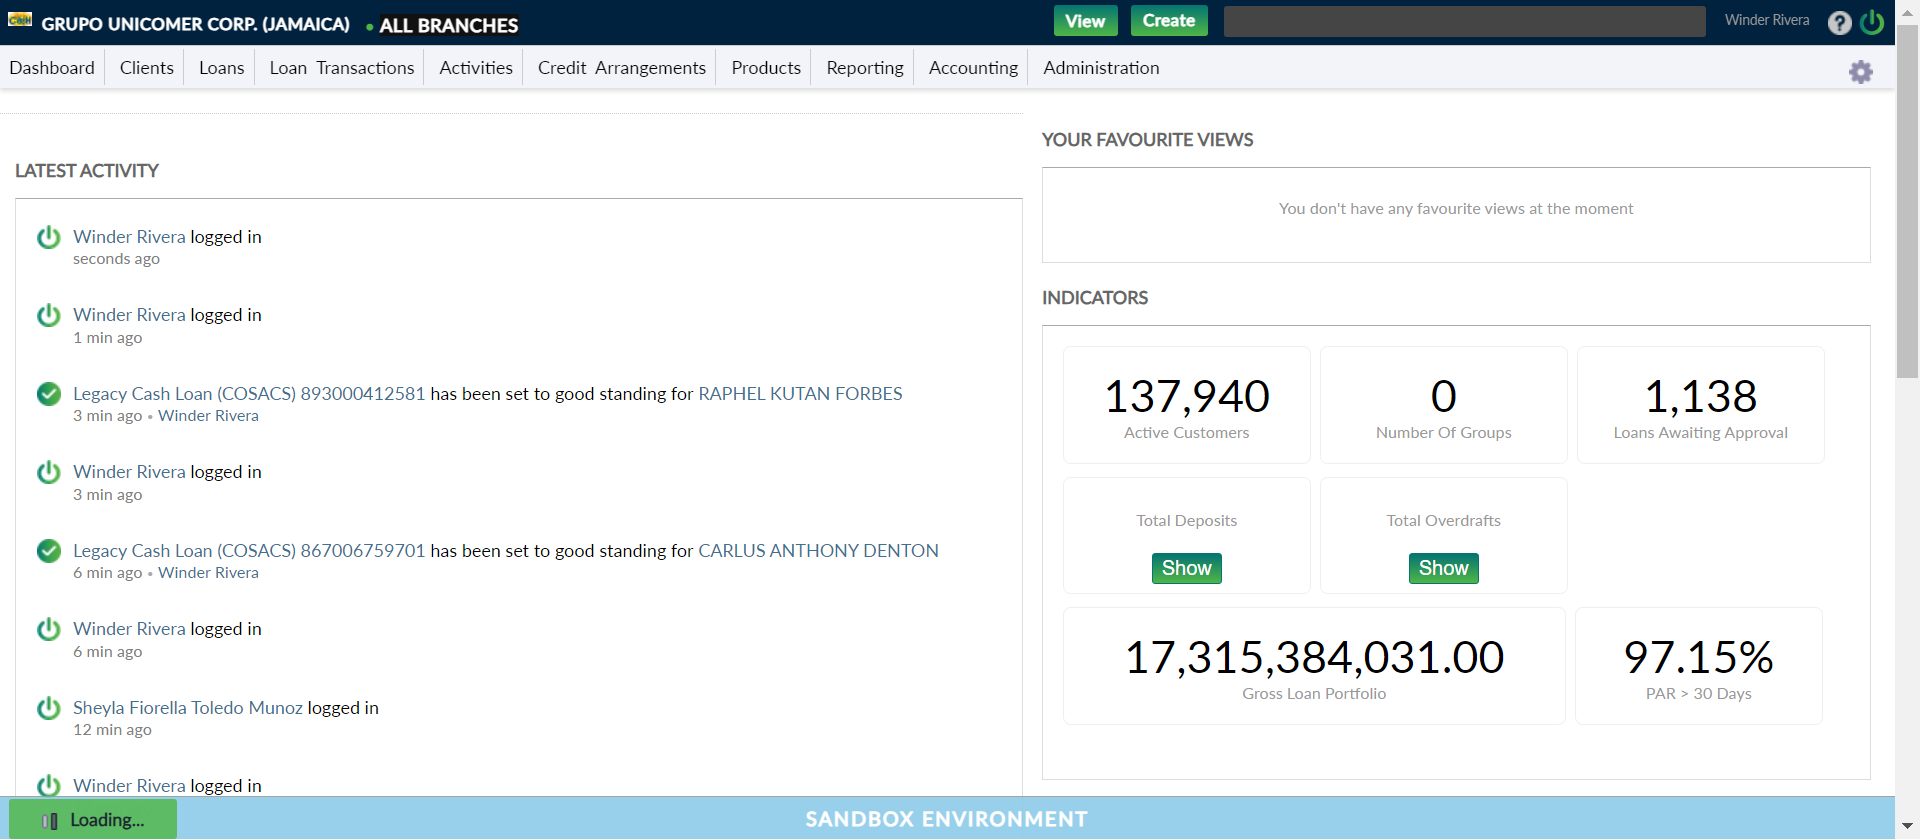 GRUPO UNICOMER CORP. (JAMAICA) • ALL BRANCHES
View
Create
Winder Rivera
?
Dashboard
Clients
Loans
Loan Transactions
Activities
Credit Arrangements
Products
Reporting
Accounting
Administration
LATEST ACTIVITY
Winder Rivera logged in
seconds ago
Winder Rivera logged in
1 min ago
Legacy Cash Loan (COSACS) 893000412581 has been set to good standing for RAPHEL KUTAN FORBES
3 min ago • Winder Rivera
Winder Rivera logged in
3 min ago
Legacy Cash Loan (COSACS) 867006759701 has been set to good standing for CARLUS ANTHONY DENTON
6 min ago • Winder Rivera
Winder Rivera logged in
6 min ago
Sheyla Fiorella Toledo Munoz logged in
12 min ago
Winder Rivera logged in
YOUR FAVOURITE VIEWS
You don't have any favourite views at the moment
INDICATORS
137,940
Active Customers
0
Number Of Groups
1,138
Loans Awaiting Approval
Total Deposits
Show
Total Overdrafts
Show
17,315,384,031.00
Gross Loan Portfolio
97.15%
PAR > 30 Days
Loading...
SANDBOX ENVIRONMENT